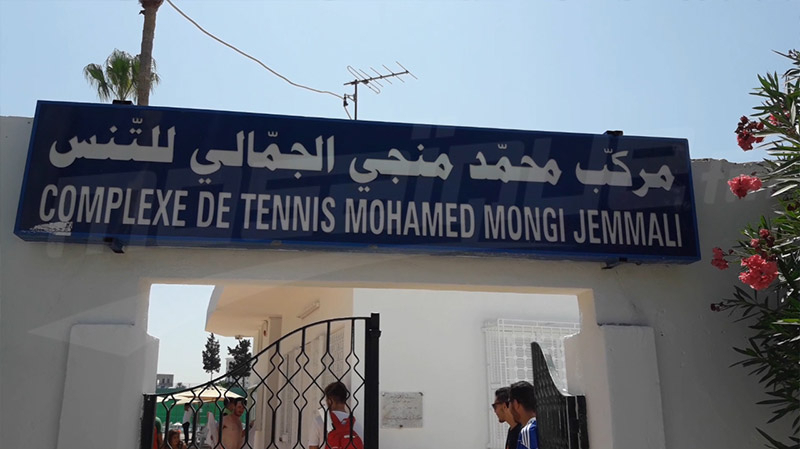 مركّب محمّد منجي الجمّالي للتّنس
COMPLEXE DE TENNIS MOHAMED MONGI JEMMALI